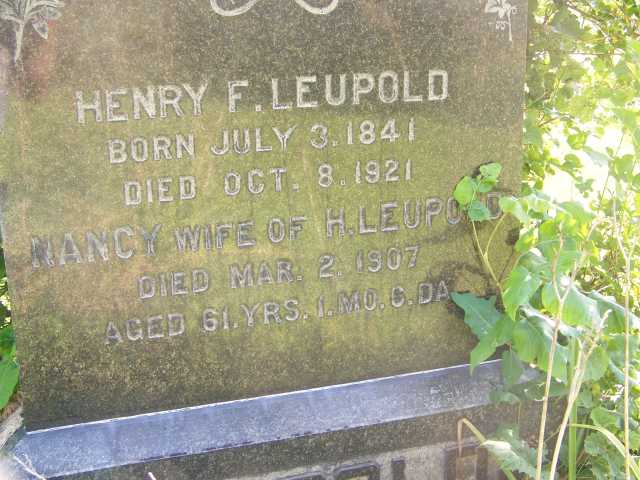 HENRY F. LEUPOLD
BORN JULY 3. 1841
DIED OCT. 8. 1921
NANCY WIFE OF H. LEUPOLD
DIED MAR. 2. 1907
AGED 61. YRS. 1. MO. 6. DA